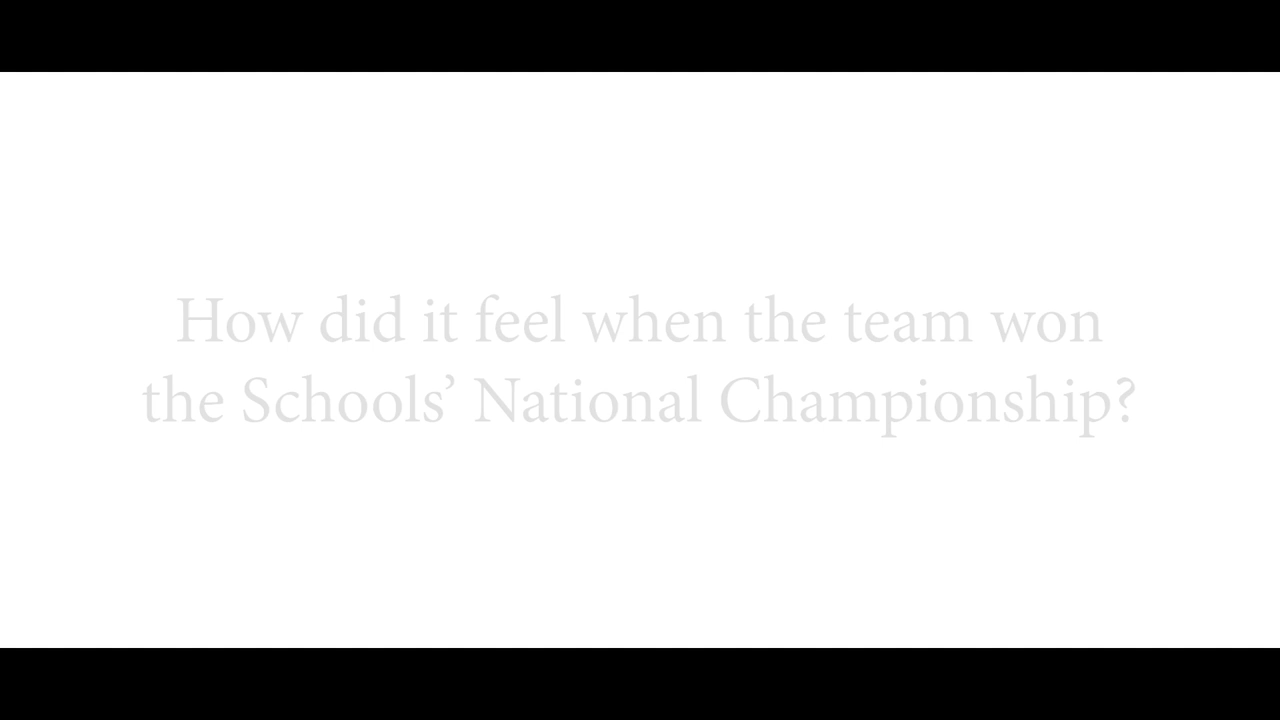 How did it feel when the team won
the Schools’ National Championship?